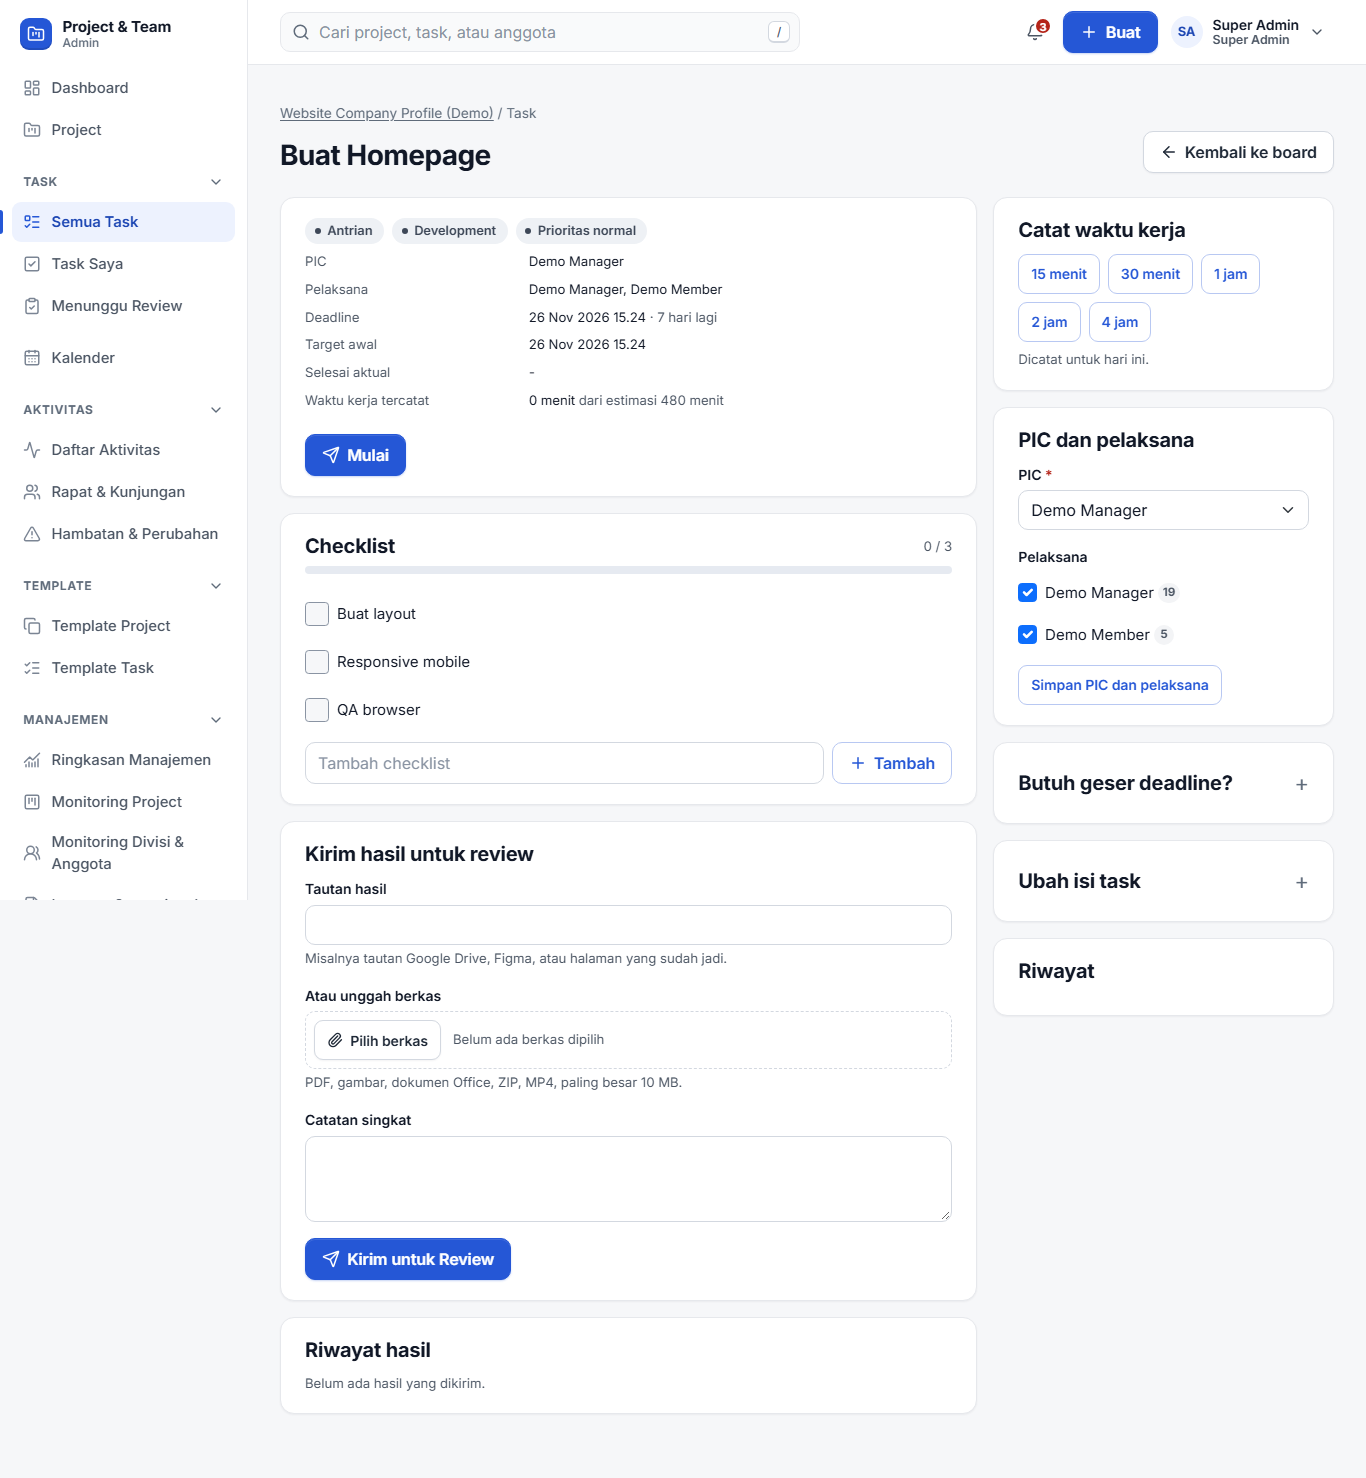 Project & Team
Admin
Dashboard
Project
TASK
Semua Task
Task Saya
Menunggu Review
Kalender
AKTIVITAS
Daftar Aktivitas
Rapat & Kunjungan
Hambatan & Perubahan
TEMPLATE
Template Project
Template Task
MANAJEMEN
Ringkasan Manajemen
Monitoring Project
Monitoring Divisi &
Anggota
Cari project, task, atau anggota
/
3
+ Buat
SA
Super Admin
Super Admin
Website Company Profile (Demo) / Task
Buat Homepage
← Kembali ke board
Antrian
Development
Prioritas normal
PIC Demo Manager
Pelaksana Demo Manager, Demo Member
Deadline 26 Nov 2026 15.24 · 7 hari lagi
Target awal 26 Nov 2026 15.24
Selesai aktual -
Waktu kerja tercatat 0 menit dari estimasi 480 menit
Mulai
Checklist 0 / 3
Buat layout
Responsive mobile
QA browser
Tambah checklist
+ Tambah
Kirim hasil untuk review
Tautan hasil
Misalnya tautan Google Drive, Figma, atau halaman yang sudah jadi.
Atau unggah berkas
Pilih berkas Belum ada berkas dipilih
PDF, gambar, dokumen Office, ZIP, MP4, paling besar 10 MB.
Catatan singkat
Kirim untuk Review
Riwayat hasil
Belum ada hasil yang dikirim.
Catat waktu kerja
15 menit 30 menit 1 jam
2 jam 4 jam
Dicatat untuk hari ini.
PIC dan pelaksana
PIC *
Demo Manager
Pelaksana
Demo Manager 19
Demo Member 5
Simpan PIC dan pelaksana
Butuh geser deadline? +
Ubah isi task +
Riwayat